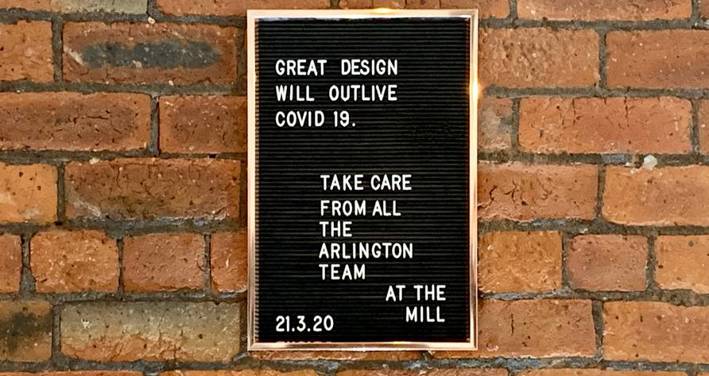 GREAT DESIGN
WILL OUTLIVE
COVID 19.
TAKE CARE
FROM ALL
THE
ARLINGTON
TEAM
AT THE
MILL
21.3.20